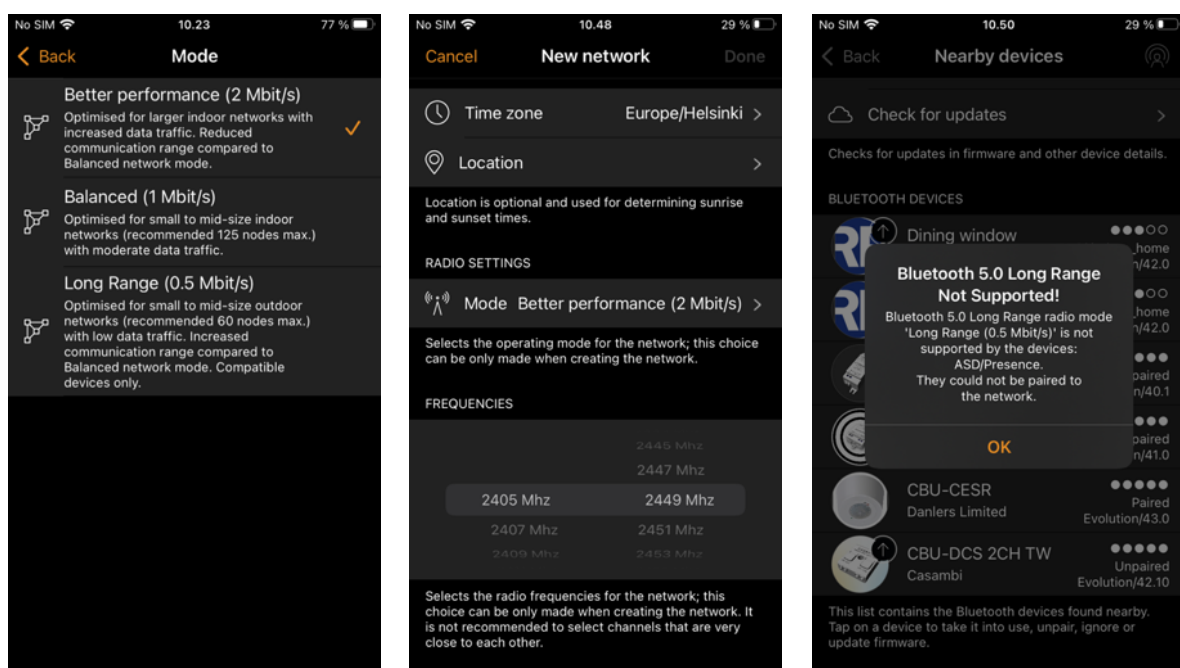 No SIM 10.23 77 %
Back Mode
Better performance (2 Mbit/s)
Optimised for larger indoor networks with
increased data traffic. Reduced
communication range compared to
Balanced network mode.
Balanced (1 Mbit/s)
Optimised for small to mid-size indoor
networks (recommended 125 nodes max.)
with moderate data traffic.
Long Range (0.5 Mbit/s)
Optimised for small to mid-size outdoor
networks (recommended 60 nodes max.)
with low data traffic. Increased
communication range compared to
Balanced network mode. Compatible
devices only.
No SIM 10.48 29 %
Cancel New network Done
Time zone Europe/Helsinki
Location
Location is optional and used for determining sunrise
and sunset times.
RADIO SETTINGS
Mode Better performance (2 Mbit/s)
Selects the operating mode for the network; this choice
can be only made when creating the network.
FREQUENCIES
2445 Mhz
2447 Mhz
2405 Mhz 2449 Mhz
2407 Mhz 2451 Mhz
2409 Mhz 2453 Mhz
Selects the radio frequencies for the network; this
choice can be only made when creating the network. It
is not recommended to select channels that are very
close to each other.
No SIM 10.50 29 %
Back Nearby devices
Check for updates
Checks for updates in firmware and other device details.
BLUETOOTH DEVICES
Dining window
_home
n/42.0
_home
n/42.0
paired
n/40.1
paired
n/41.0
Bluetooth 5.0 Long Range
Not Supported!
Bluetooth 5.0 Long Range radio mode
'Long Range (0.5 Mbit/s)' is not
supported by the devices:
ASD/Presence.
They could not be paired to
the network.
OK
CBU-CESR
Danlers Limited
Paired
Evolution/43.0
CBU-DCS 2CH TW
Casambi
Unpaired
Evolution/42.10
This list contains the Bluetooth devices found nearby.
Tap on a device to take it into use, unpair, ignore or
update firmware.